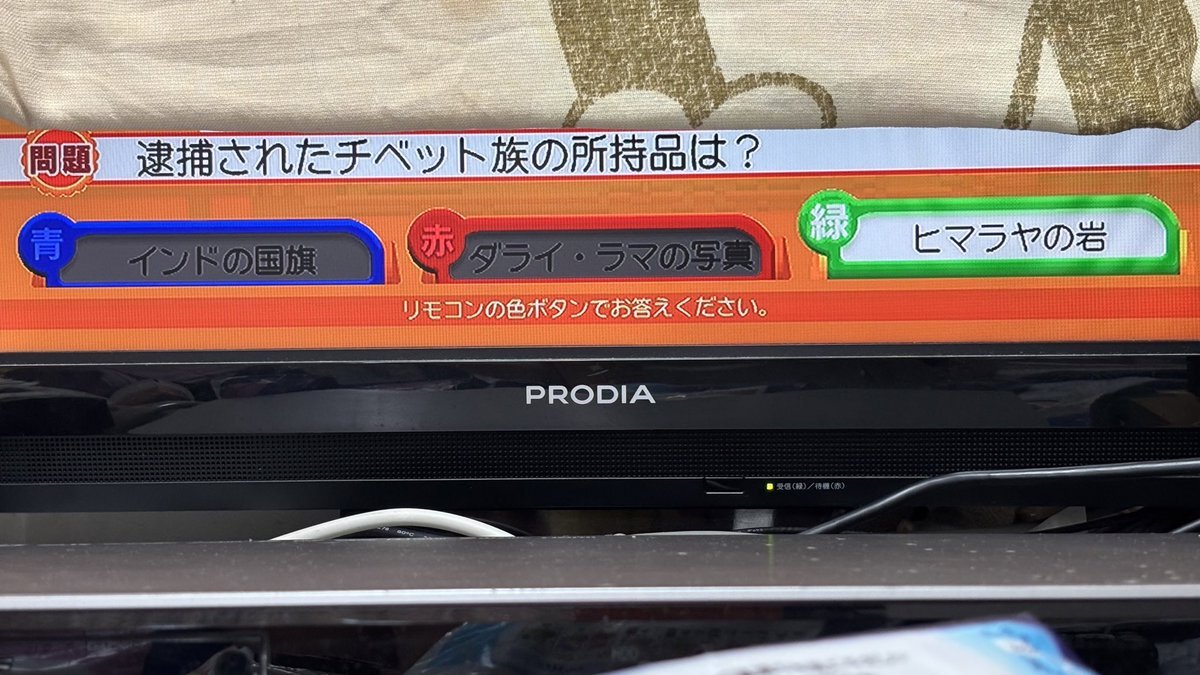 問題 逮捕されたチベット族の所持品は？
青 インドの国旗
赤 ダライ・ラマの写真
緑 ヒマラヤの岩
リモコンの色ボタンでお答えください。
PRODIA
受信(緑)／待機(赤)